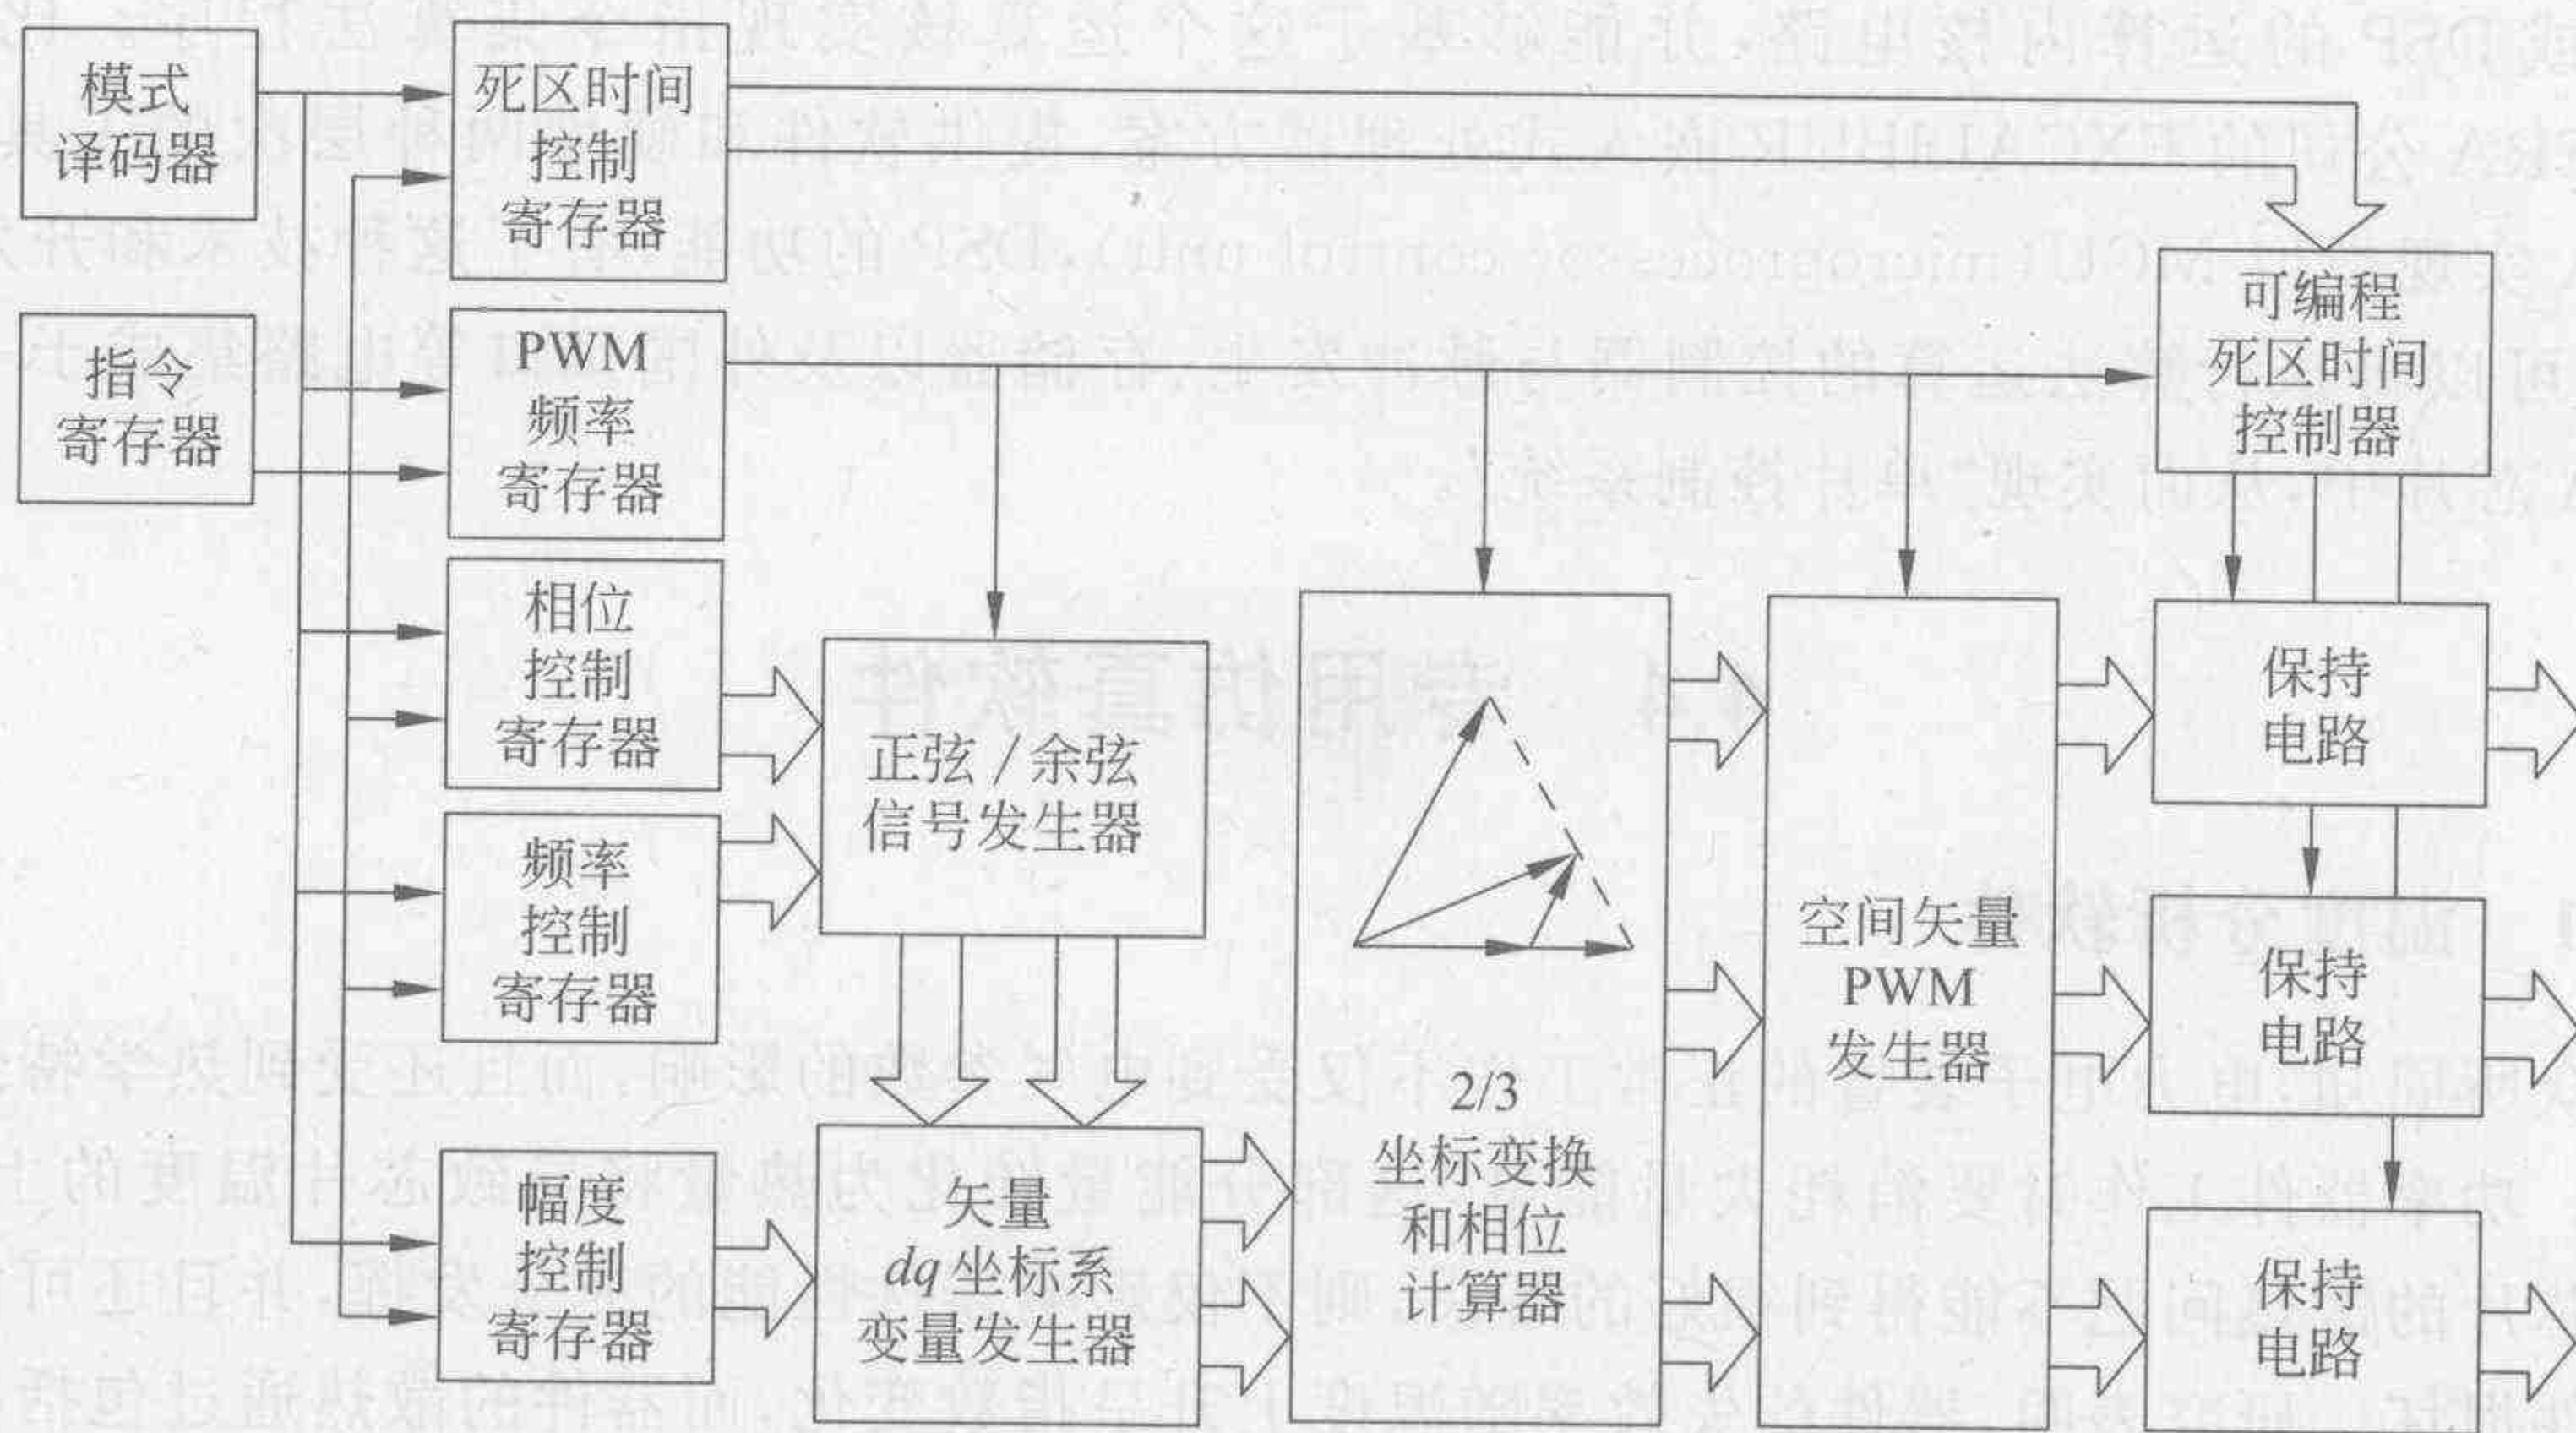 模式
译码器
指令
寄存器
死区时间
控制
寄存器
PWM
频率
寄存器
相位
控制
寄存器
频率
控制
寄存器
幅度
控制
寄存器
正弦/余弦
信号发生器
矢量
dq坐标系
变量发生器
2/3
坐标变换
和相位
计算器
空间矢量
PWM
发生器
可编程
死区时间
控制器
保持
电路
保持
电路
保持
电路